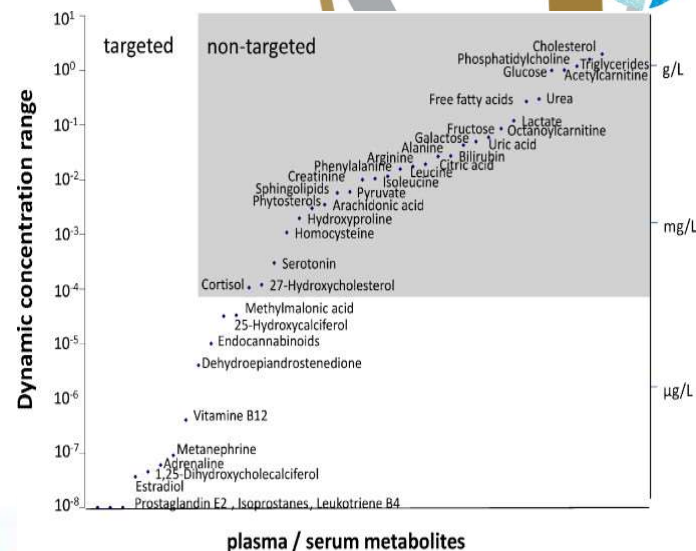 10¹
targeted non-targeted
Cholesterol
Phosphatidylcholine
Triglycerides
10⁰
g/L
Glucose
Acetylcarnitine
Free fatty acids
Urea
10⁻¹
Lactate
Fructose
Octanoylcarnitine
Galactose
Uric acid
Alanine
Bilirubin
Arginine
Citric acid
Phenylalanine
Leucine
10⁻²
Creatinine
Isoleucine
Sphingolipids
Pyruvate
Phytosterols
Arachidonic acid
Hydroxyproline
mg/L
10⁻³
Homocysteine
Serotonin
Cortisol
27-Hydroxycholesterol
10⁻⁴
Methylmalonic acid
25-Hydroxycalciferol
10⁻⁵
Endocannabinoids
Dehydroepiandrostenedione
µg/L
10⁻⁶
Vitamine B12
10⁻⁷
Metanephrine
Adrenaline
1,25-Dihydroxycholecalciferol
Estradiol
10⁻⁸
Prostaglandin E2 , Isoprostanes, Leukotriene B4
Dynamic concentration range
plasma / serum metabolites